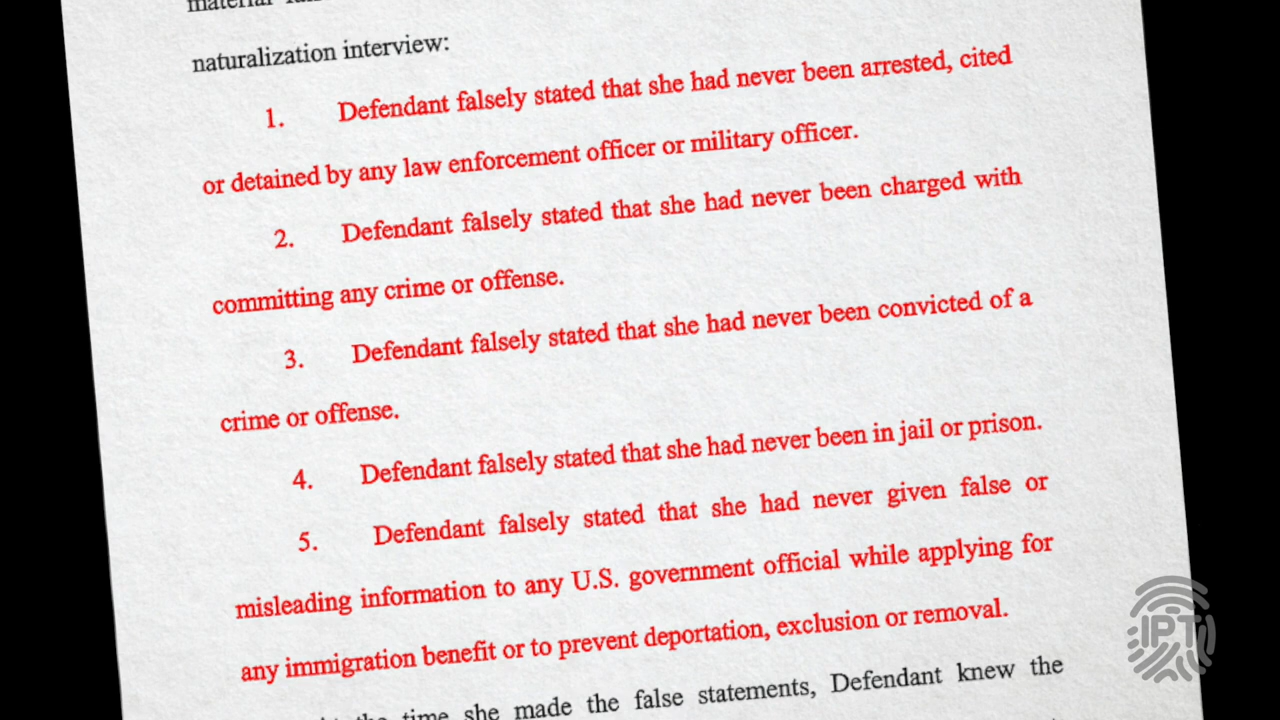 material
naturalization interview:
1. Defendant falsely stated that she had never been arrested, cited
or detained by any law enforcement officer or military officer.
2. Defendant falsely stated that she had never been charged with
committing any crime or offense.
3. Defendant falsely stated that she had never been convicted of a
crime or offense.
4. Defendant falsely stated that she had never been in jail or prison.
5. Defendant falsely stated that she had never given false or
misleading information to any U.S. government official while applying for
any immigration benefit or to prevent deportation, exclusion or removal.
the time she made the false statements, Defendant knew the
IPT